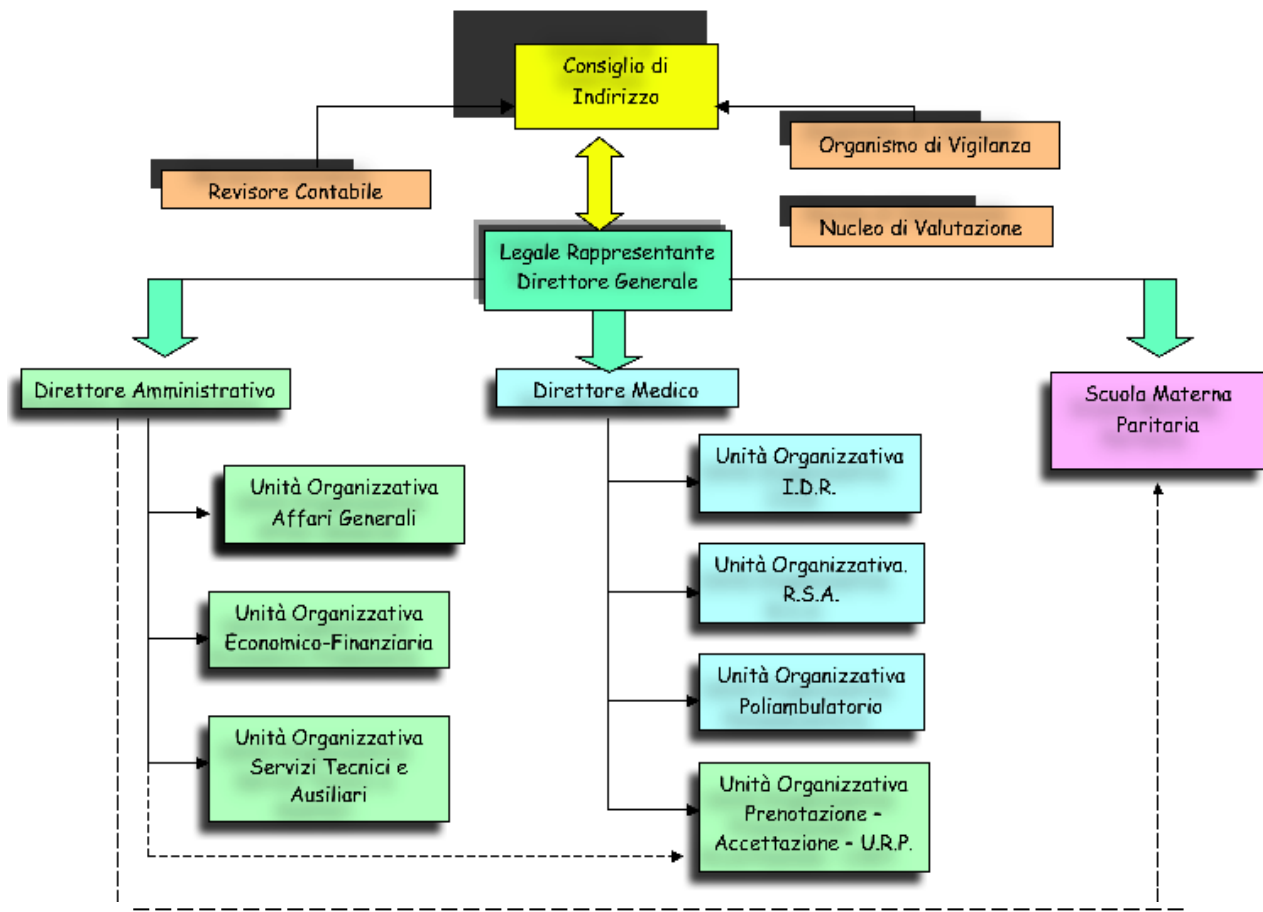 Consiglio di
Indirizzo
Organismo di Vigilanza
Revisore Contabile
Nucleo di Valutazione
Legale Rappresentante
Direttore Generale
Direttore Amministrativo
Direttore Medico
Scuola Materna
Paritaria
Unità Organizzativa
Affari Generali
Unità Organizzativa
Economico-Finanziaria
Unità Organizzativa
Servizi Tecnici e
Ausiliari
Unità Organizzativa
I.D.R.
Unità Organizzativa.
R.S.A.
Unità Organizzativa
Poliambulatorio
Unità Organizzativa
Prenotazione -
Accettazione - U.R.P.